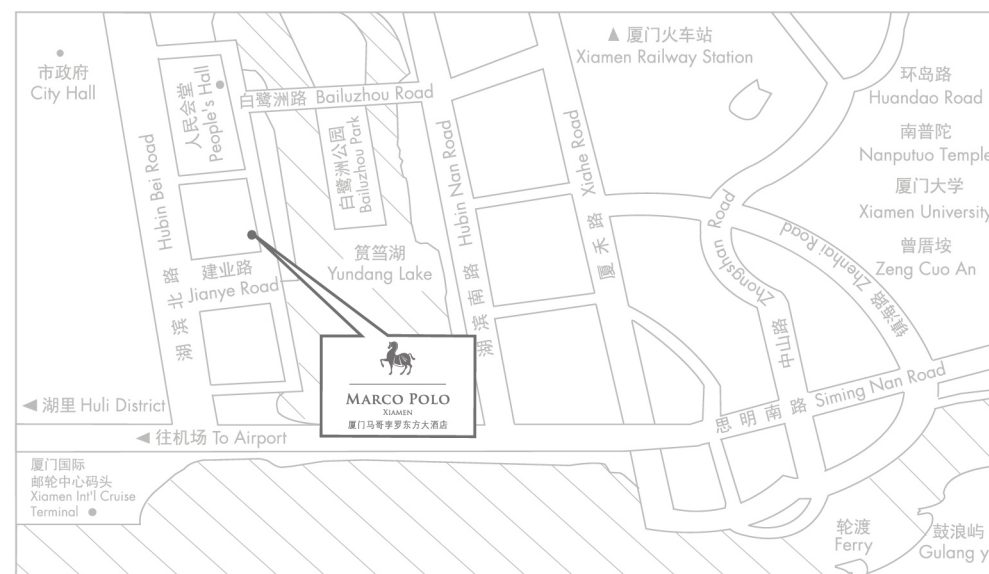 ▲ 厦门火车站
Xiamen Railway Station
市政府
City Hall
人民会堂
People's Hall
白鹭洲路 Bailuzhou Road
环岛路
Huandao Road
南普陀
Nanputuo Temple
厦门大学
Xiamen University
曾厝垵
Zeng Cuo An
白鹭洲公园
Bailuzhou Park
湖滨北路 Hubin Bei Road
湖滨南路 Hubin Nan Road
厦禾路 Xiahe Road
筼筜湖
Yundang Lake
建业路
Jianye Road
中山路 Zhongshan Road
镇海路 Zhenhai Road
思明南路 Siming Nan Road
MARCO POLO
XIAMEN
厦门马哥孛罗东方大酒店
◀ 湖里 Huli District
◀ 往机场 To Airport
厦门国际
邮轮中心码头
Xiamen Int'l Cruise
Terminal
轮渡
Ferry
鼓浪屿
Gulang y